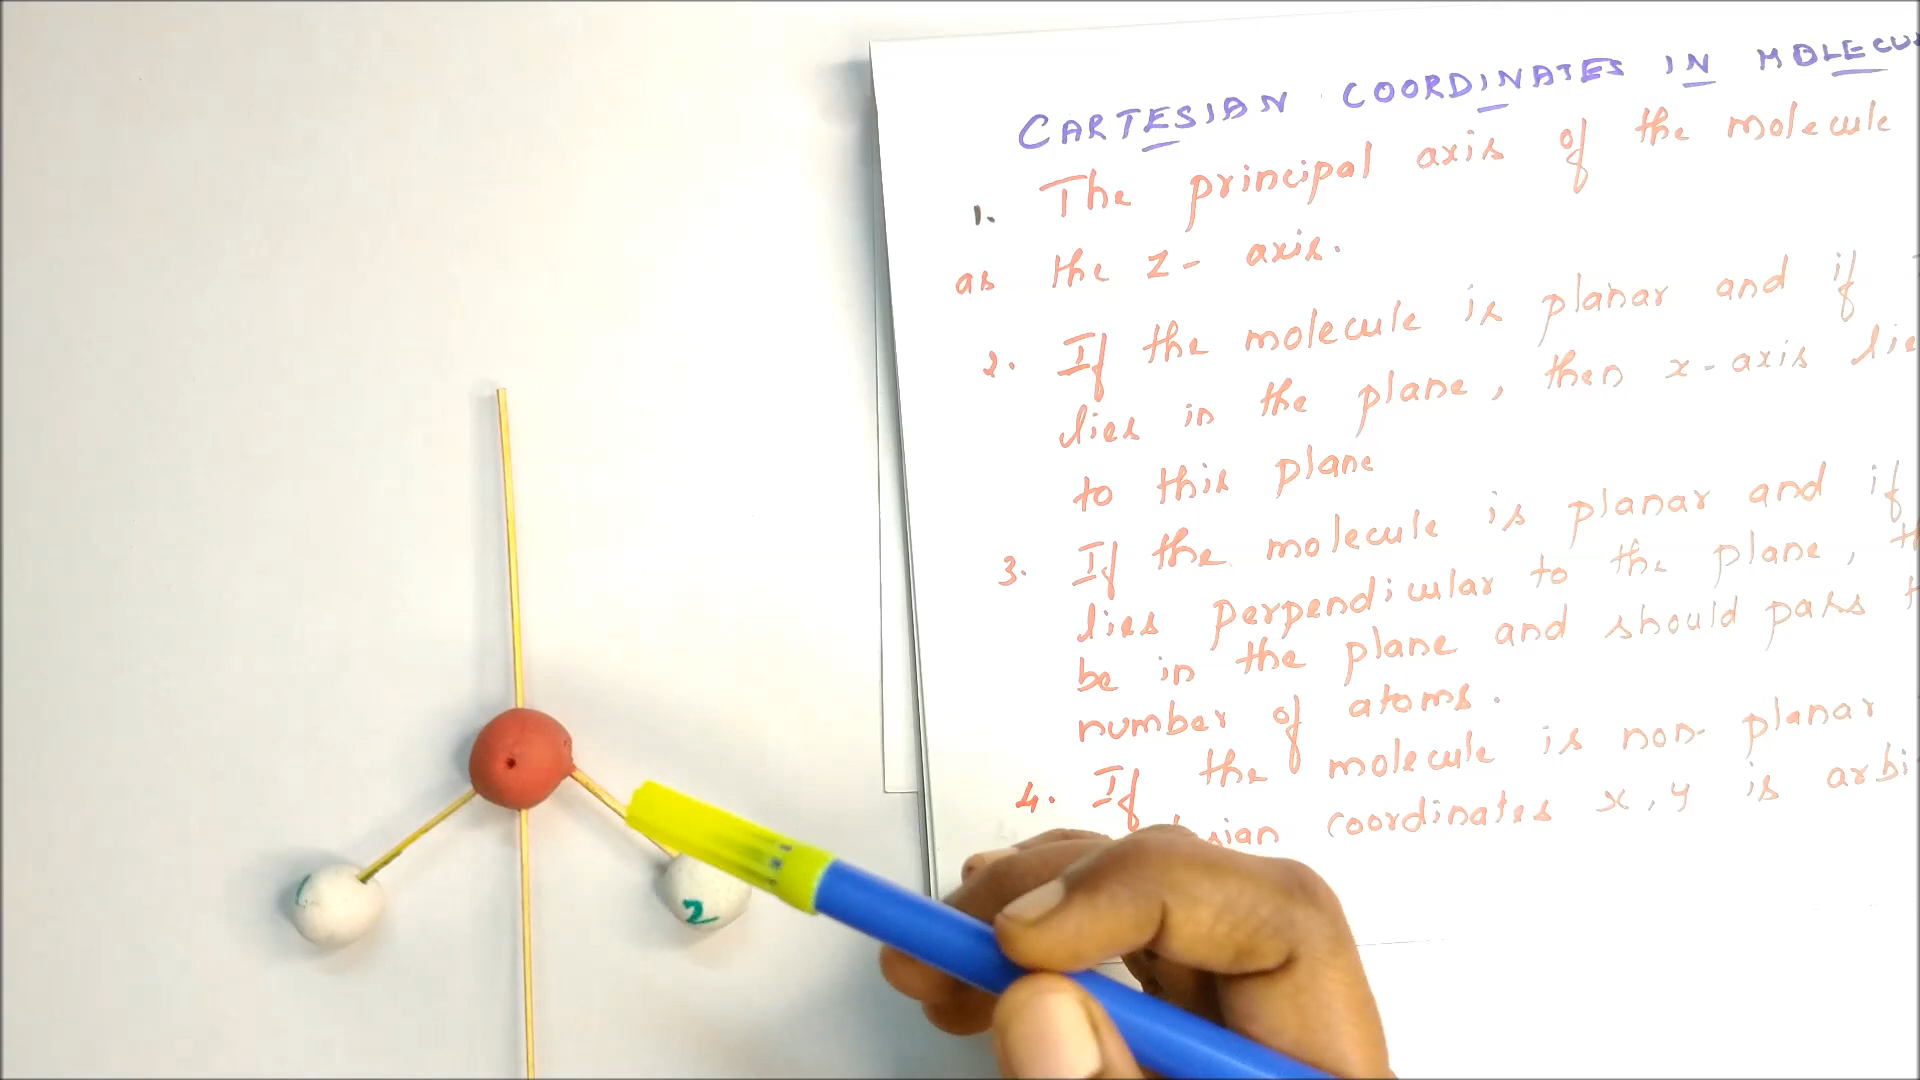 CARTESIAN COORDINATES IN MOLECU
1. The principal axis of the molecule
as the z- axis.
2. If the molecule is planar and if
lies in the plane, then x-axis lie
to this plane
3. If the molecule is planar and if
lies perpendicular to the plane, th
be in the plane and should pass t
number of atoms.
4. If the molecule is non-planar
sian coordinates x, y is arbi
2